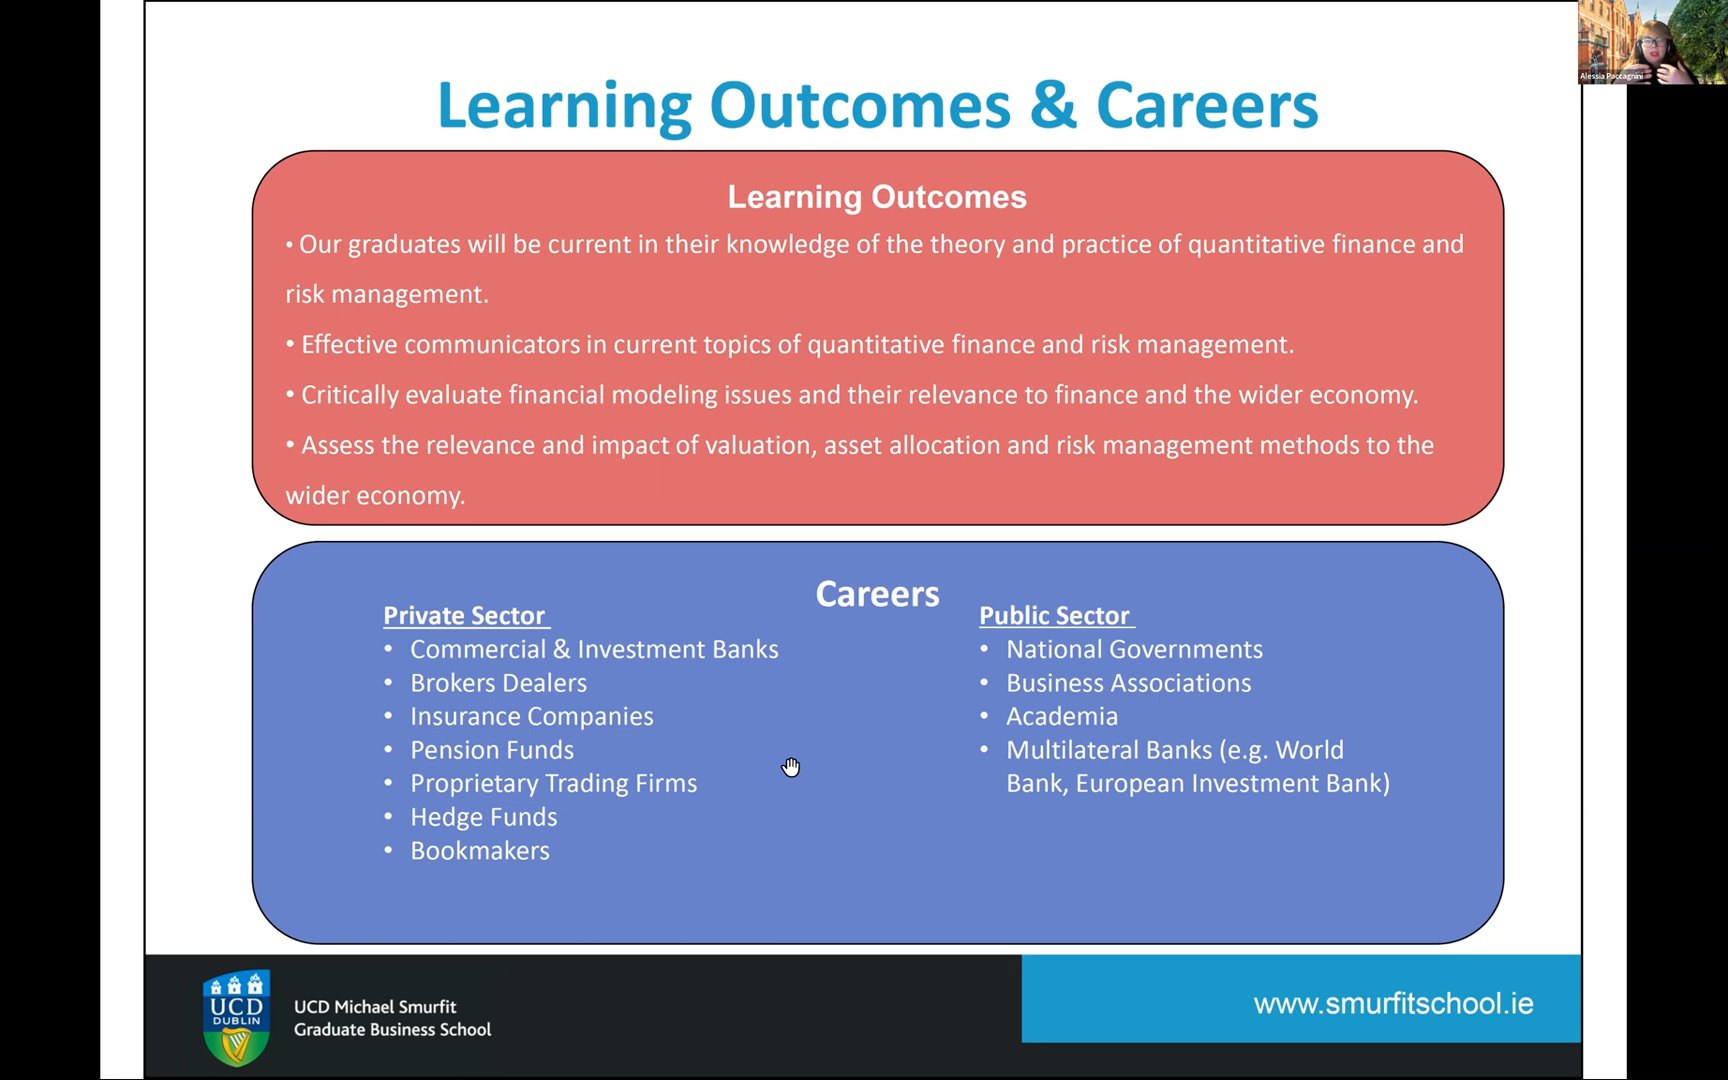 Alessia Paccagnini
Learning Outcomes & Careers
Learning Outcomes
• Our graduates will be current in their knowledge of the theory and practice of quantitative finance and
risk management.
• Effective communicators in current topics of quantitative finance and risk management.
• Critically evaluate financial modeling issues and their relevance to finance and the wider economy.
• Assess the relevance and impact of valuation, asset allocation and risk management methods to the
wider economy.
Careers
Private Sector
• Commercial & Investment Banks
• Brokers Dealers
• Insurance Companies
• Pension Funds
• Proprietary Trading Firms
• Hedge Funds
• Bookmakers
Public Sector
• National Governments
• Business Associations
• Academia
• Multilateral Banks (e.g. World
Bank, European Investment Bank)
UCD
DUBLIN
UCD Michael Smurfit
Graduate Business School
www.smurfitschool.ie